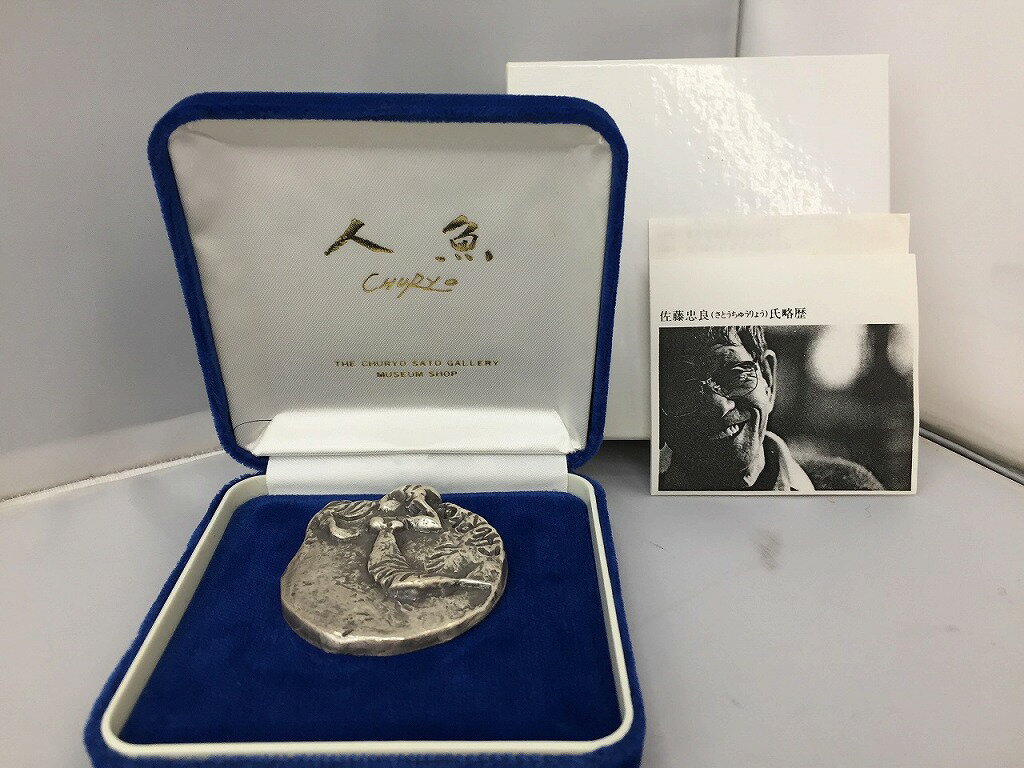 人魚
CHURYO
THE CHURYO SATO GALLERY
MUSEUM SHOP
佐藤忠良(さとうちゅうりょう)氏略歴
CHURYO